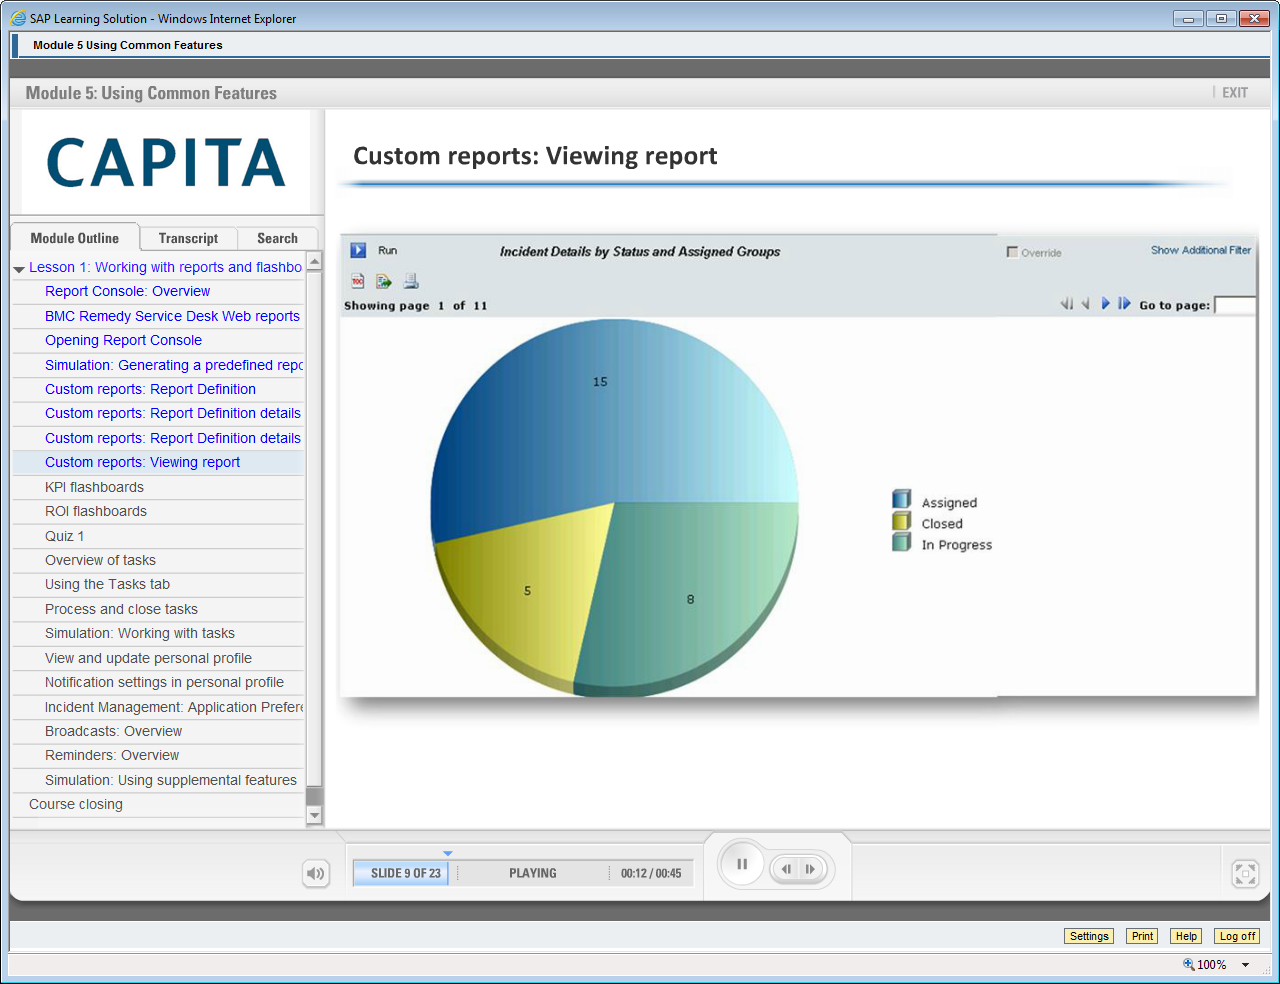 SAP Learning Solution - Windows Internet Explorer
Module 5 Using Common Features
Module 5: Using Common Features
EXIT
CAPITA
Module Outline
Transcript
Search
Lesson 1: Working with reports and flashbo
Report Console: Overview
BMC Remedy Service Desk Web reports
Opening Report Console
Simulation: Generating a predefined repo
Custom reports: Report Definition
Custom reports: Report Definition details
Custom reports: Report Definition details
Custom reports: Viewing report
KPI flashboards
ROI flashboards
Quiz 1
Overview of tasks
Using the Tasks tab
Process and close tasks
Simulation: Working with tasks
View and update personal profile
Notification settings in personal profile
Incident Management: Application Prefere
Broadcasts: Overview
Reminders: Overview
Simulation: Using supplemental features
Course closing
Custom reports: Viewing report
Run
Incident Details by Status and Assigned Groups
Override
Show Additional Filter
TOC
Showing page 1 of 11
Go to page:
15
5
8
Assigned
Closed
In Progress
SLIDE 9 OF 23
PLAYING
00:12 / 00:45
Settings
Print
Help
Log off
100%